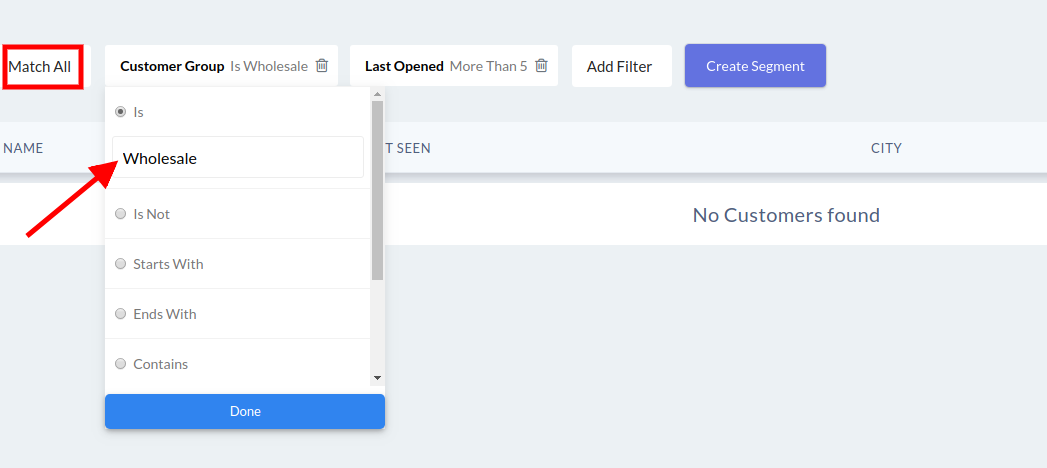 Match All
Customer Group Is Wholesale
Last Opened More Than 5
Add Filter
Create Segment
Is
NAME
T SEEN
CITY
Wholesale
Is Not
No Customers found
Starts With
Ends With
Contains
Done